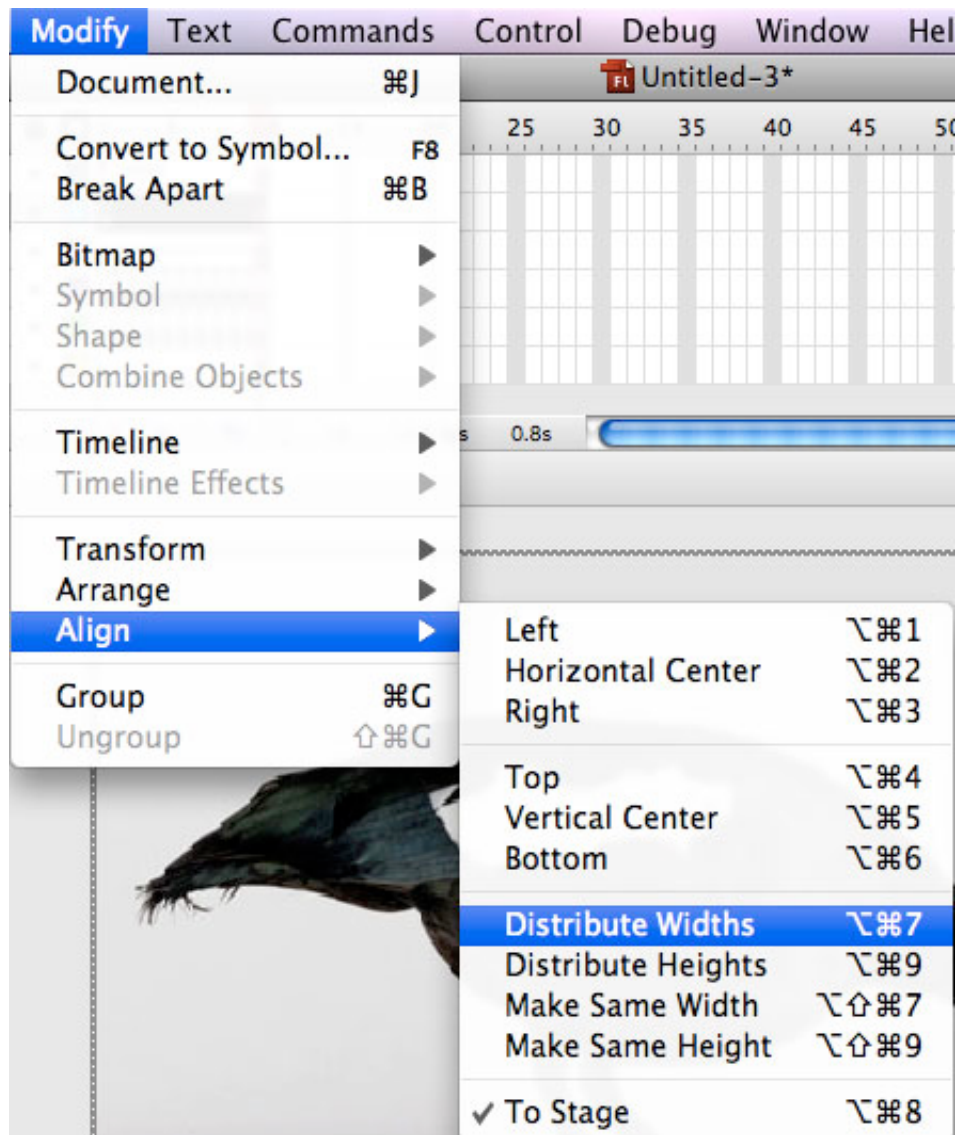 Modify Text Commands Control Debug Window Hel
FL Untitled-3*
25 30 35 40 45 50
Document... ⌘J
Convert to Symbol... F8
Break Apart ⌘B
Bitmap ▶
Symbol ▶
Shape ▶
Combine Objects ▶
Timeline ▶
s 0.8s
Timeline Effects ▶
Transform ▶
Arrange ▶
Align ▶
Group ⌘G
Ungroup ⇧⌘G
Left ⌥⌘1
Horizontal Center ⌥⌘2
Right ⌥⌘3
Top ⌥⌘4
Vertical Center ⌥⌘5
Bottom ⌥⌘6
Distribute Widths ⌥⌘7
Distribute Heights ⌥⌘9
Make Same Width ⌥⇧⌘7
Make Same Height ⌥⇧⌘9
✓ To Stage ⌥⌘8